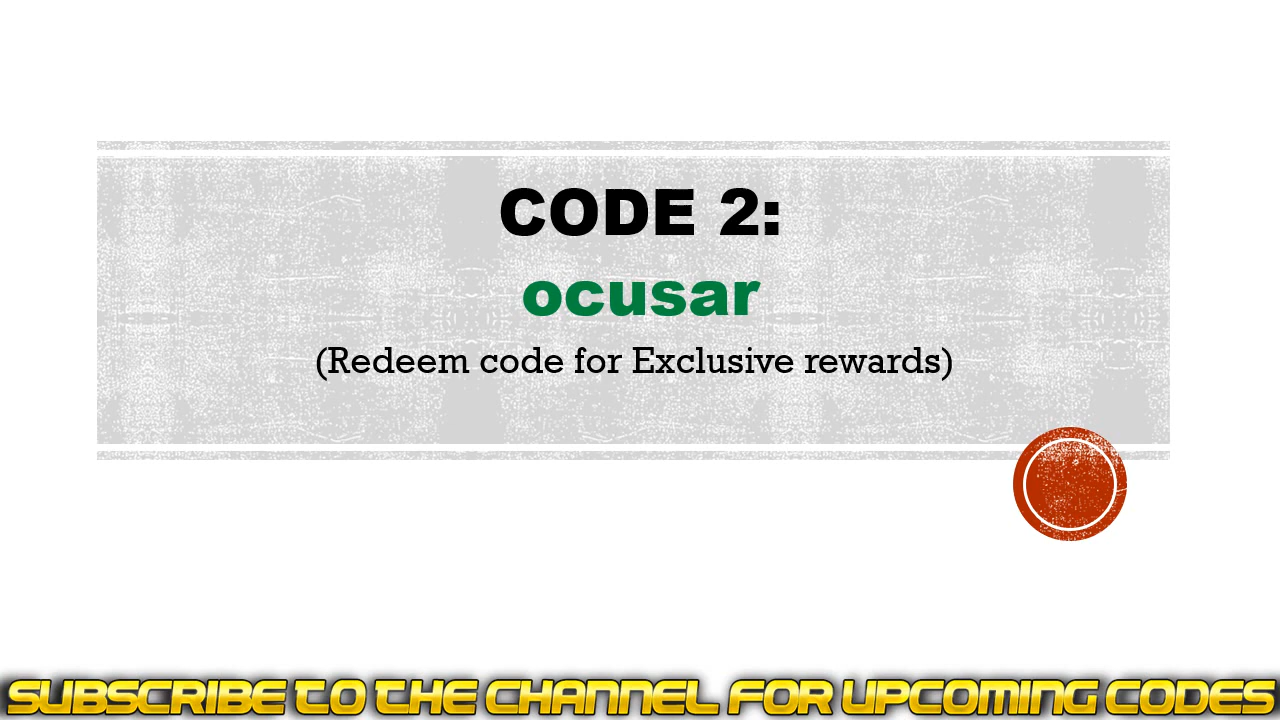 CODE 2:
ocusar
(Redeem code for Exclusive rewards)
SUBSCRIBE TO THE CHANNEL FOR UPCOMING CODES